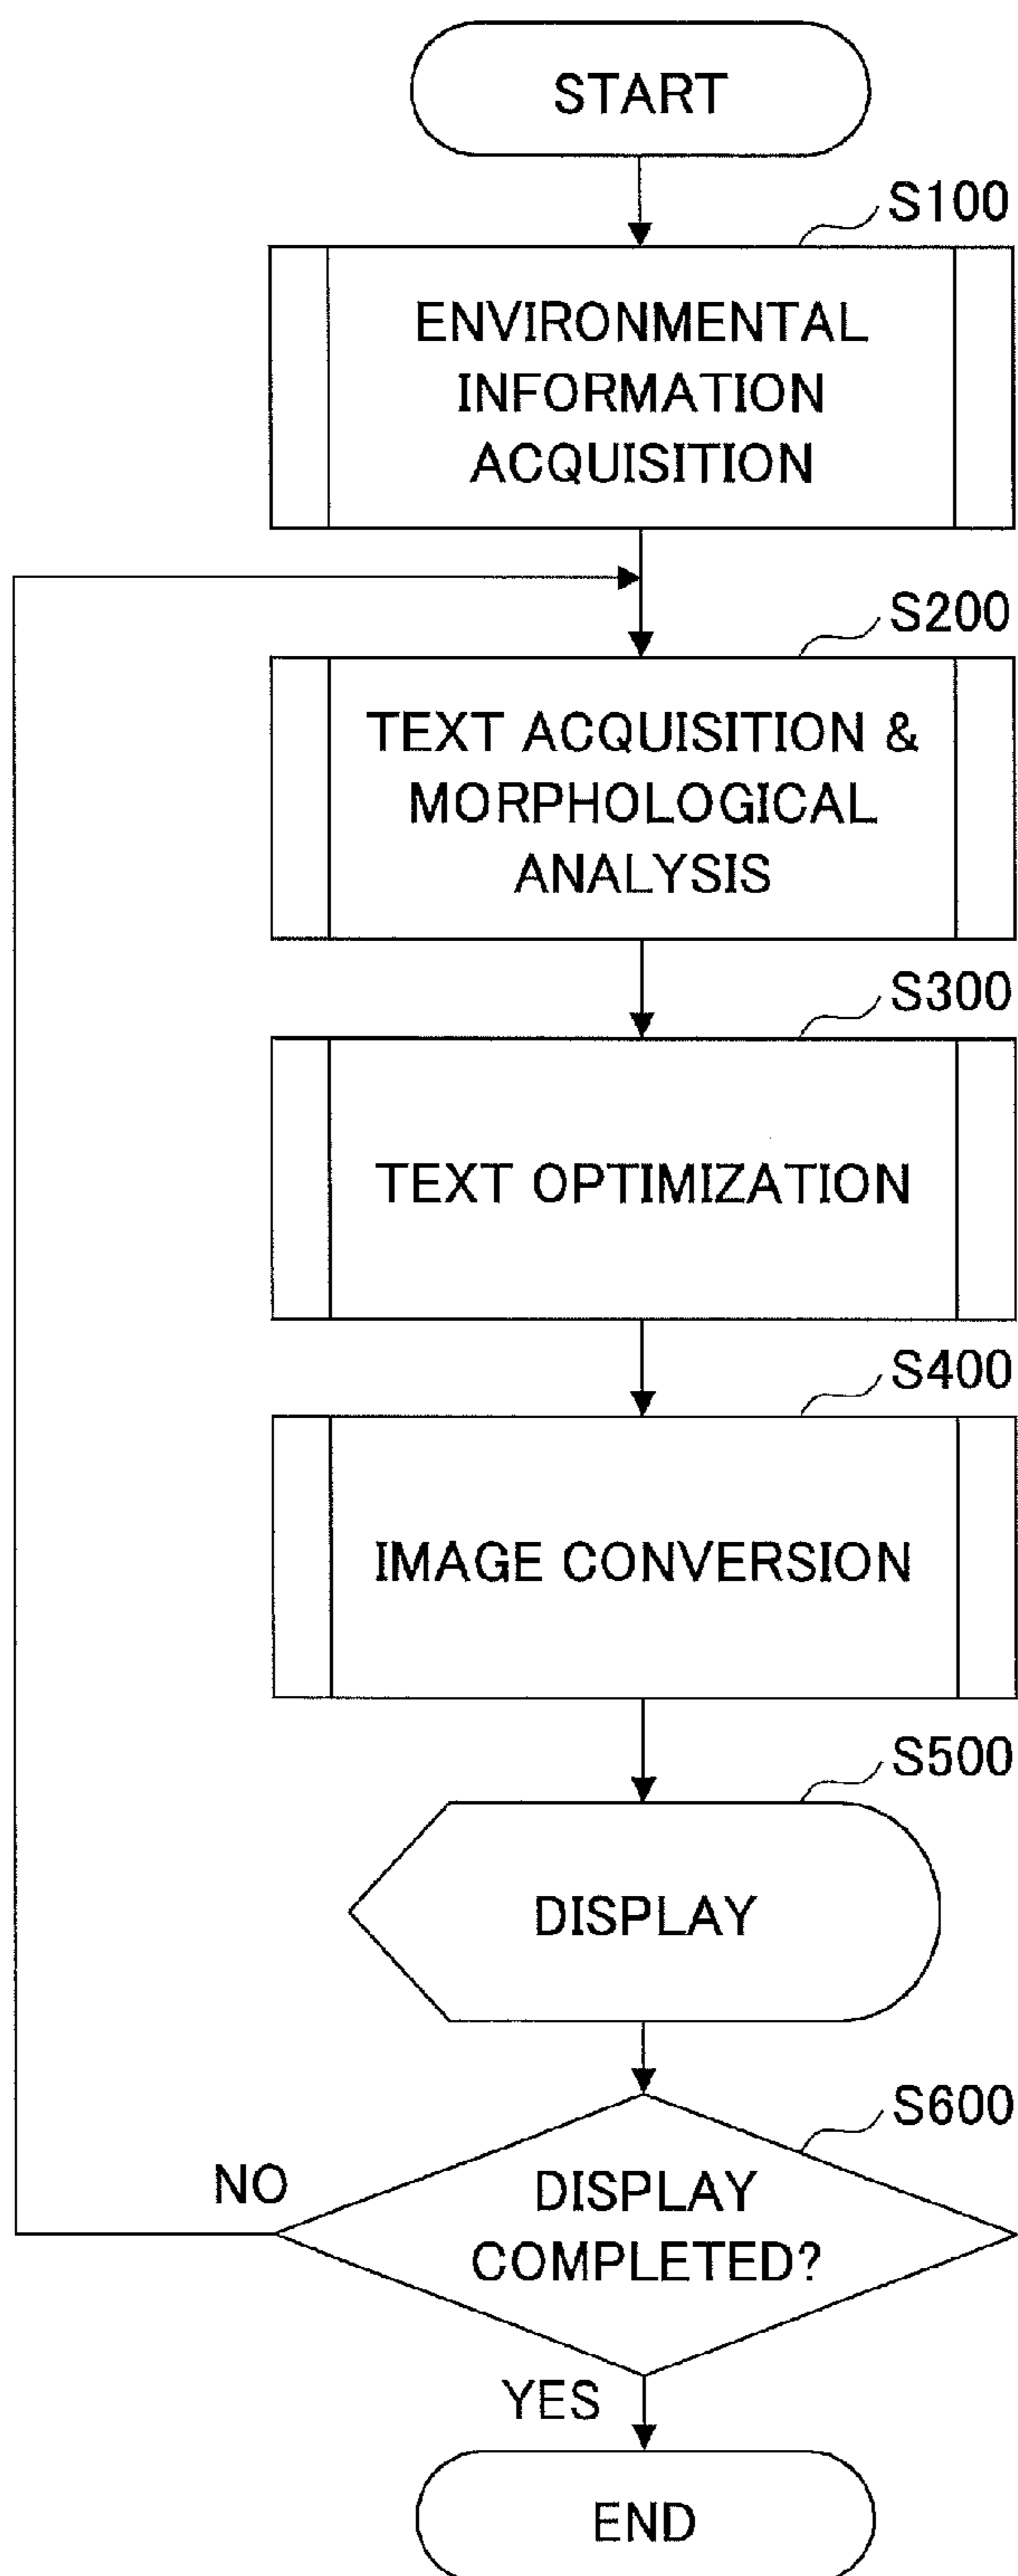 START
S100
ENVIRONMENTAL
INFORMATION
ACQUISITION
S200
TEXT ACQUISITION &
MORPHOLOGICAL
ANALYSIS
S300
TEXT OPTIMIZATION
S400
IMAGE CONVERSION
S500
DISPLAY
S600
NO
DISPLAY
COMPLETED?
YES
END